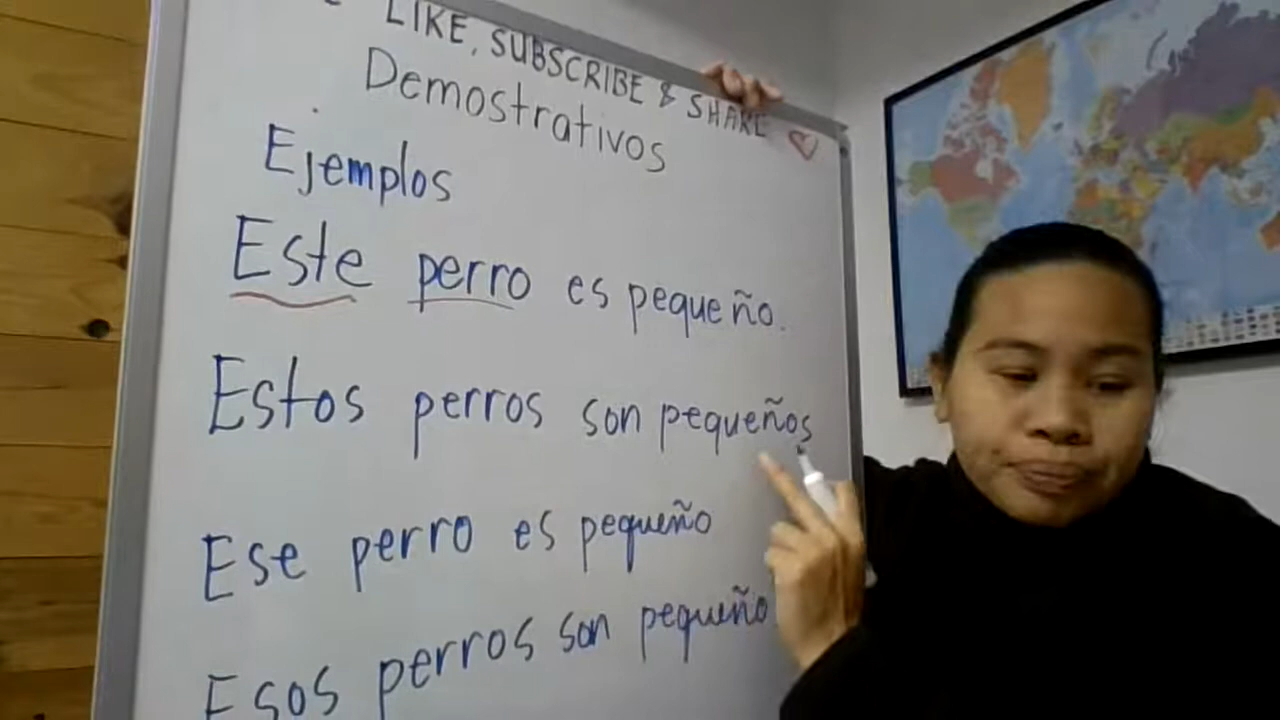 LIKE, SUBSCRIBE & SHARE
Demostrativos
Ejemplos
Este perro es pequeño.
Estos perros son pequeños
Ese perro es pequeño
Esos perros son pequeño